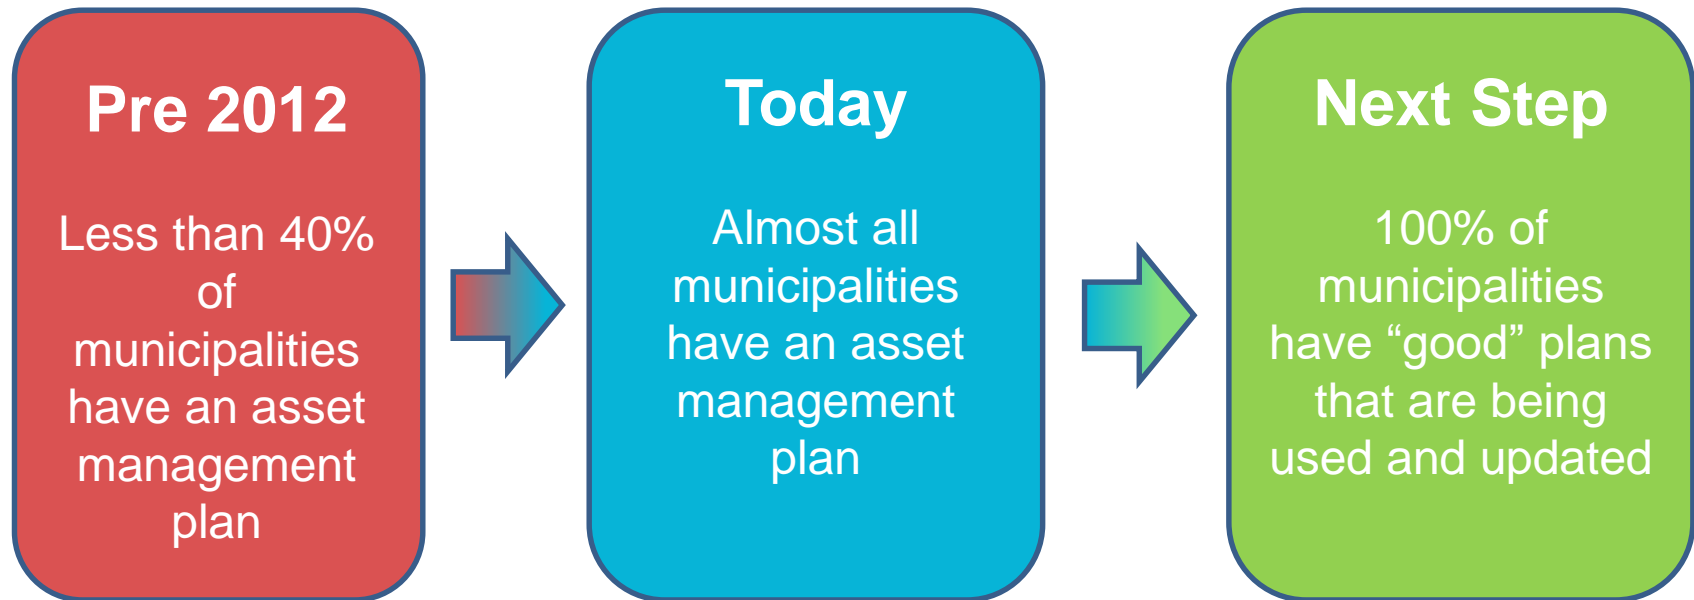 Pre 2012
Less than 40%
of
municipalities
have an asset
management
plan
Today
Almost all
municipalities
have an asset
management
plan
Next Step
100% of
municipalities
have “good” plans
that are being
used and updated